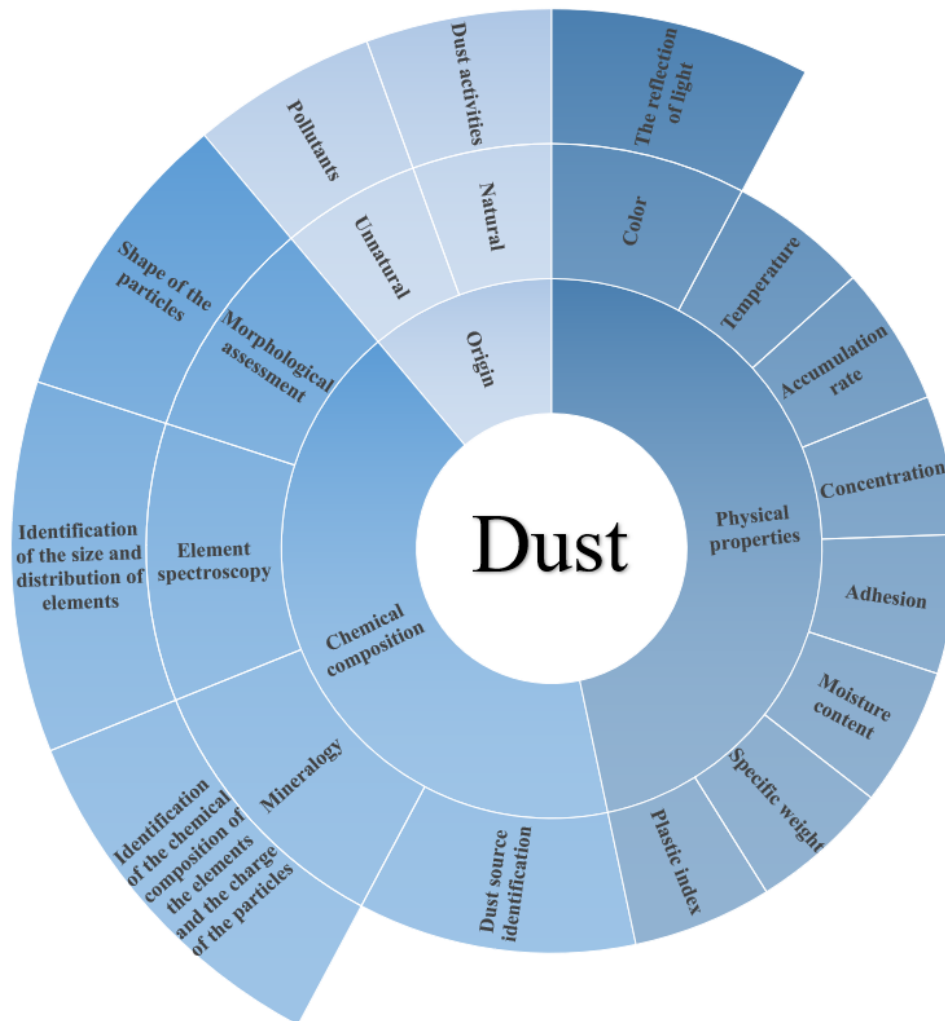 Dust
Physical
properties
Color
The reflection
of light
Temperature
Accumulation
rate
Concentration
Adhesion
Moisture
content
Specific weight
Plastic index
Chemical
composition
Dust source
identification
Mineralogy
Identification
of the chemical
composition of
the elements
and the charge
of the particles
Element
spectroscopy
Identification
of the size and
distribution of
elements
Morphological
assessment
Shape of the
particles
Origin
Unnatural
Pollutants
Natural
Dust activities